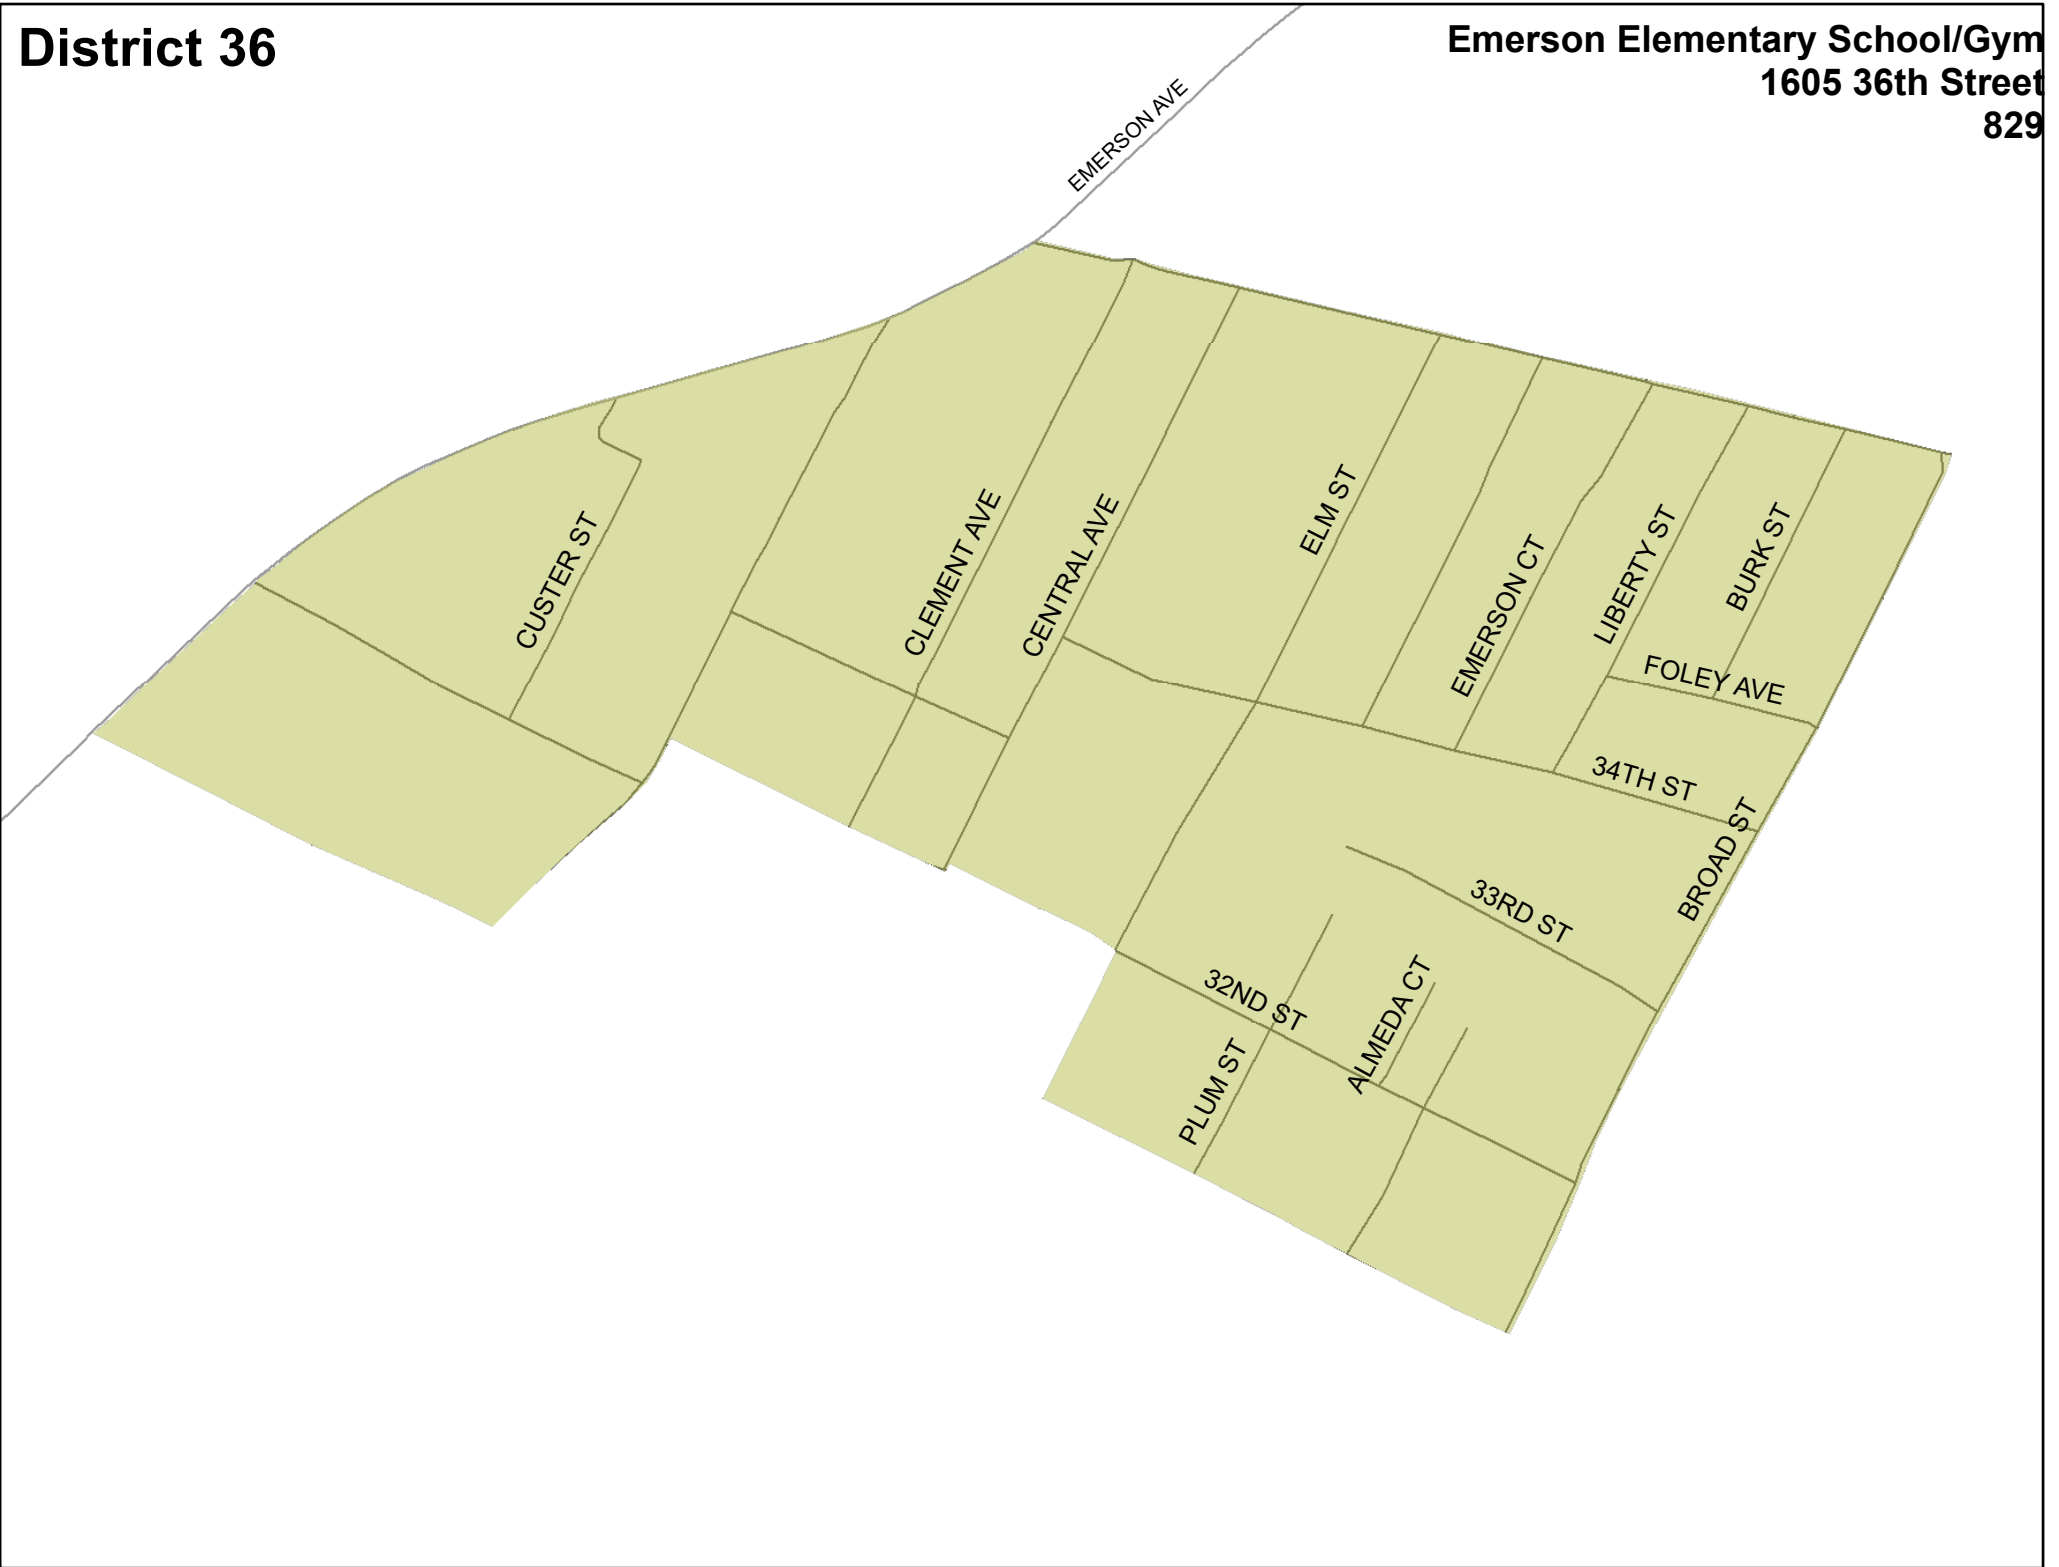 District 36
Emerson Elementary School/Gym
1605 36th Street
829
EMERSON AVE
CUSTER ST
CLEMENT AVE
CENTRAL AVE
ELM ST
EMERSON CT
LIBERTY ST
BURK ST
FOLEY AVE
34TH ST
BROAD ST
33RD ST
32ND ST
ALMEDA CT
PLUM ST